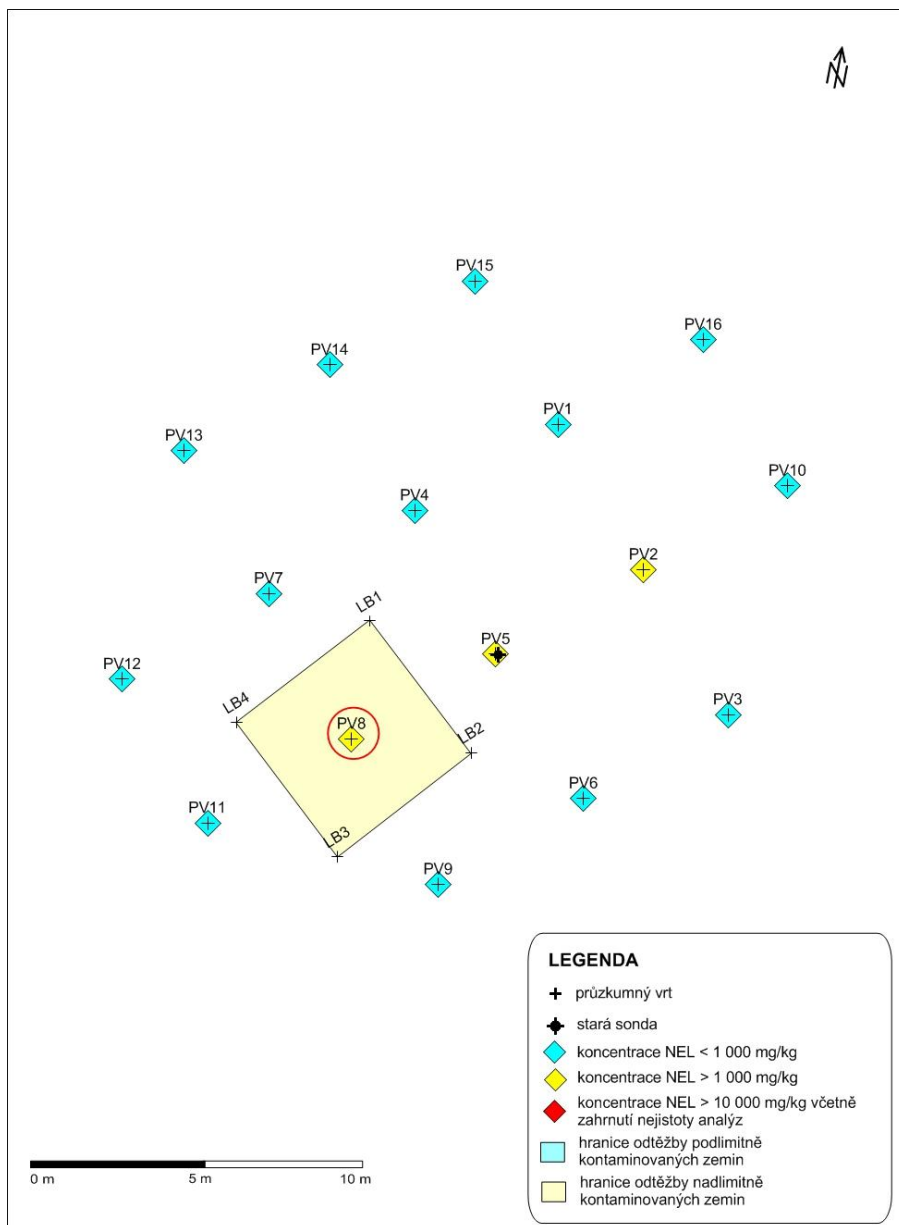 N
PV15
PV16
PV14
PV1
PV13
PV10
PV4
PV2
PV7
LB1
PV5
PV12
LB4
PV3
PV8
LB2
PV6
PV11
LB3
PV9
LEGENDA
průzkumný vrt
stará sonda
koncentrace NEL < 1 000 mg/kg
koncentrace NEL > 1 000 mg/kg
koncentrace NEL > 10 000 mg/kg včetně
zahrnutí nejistoty analýz
hranice odtěžby podlimitně
kontaminovaných zemin
hranice odtěžby nadlimitně
kontaminovaných zemin
0 m 5 m 10 m